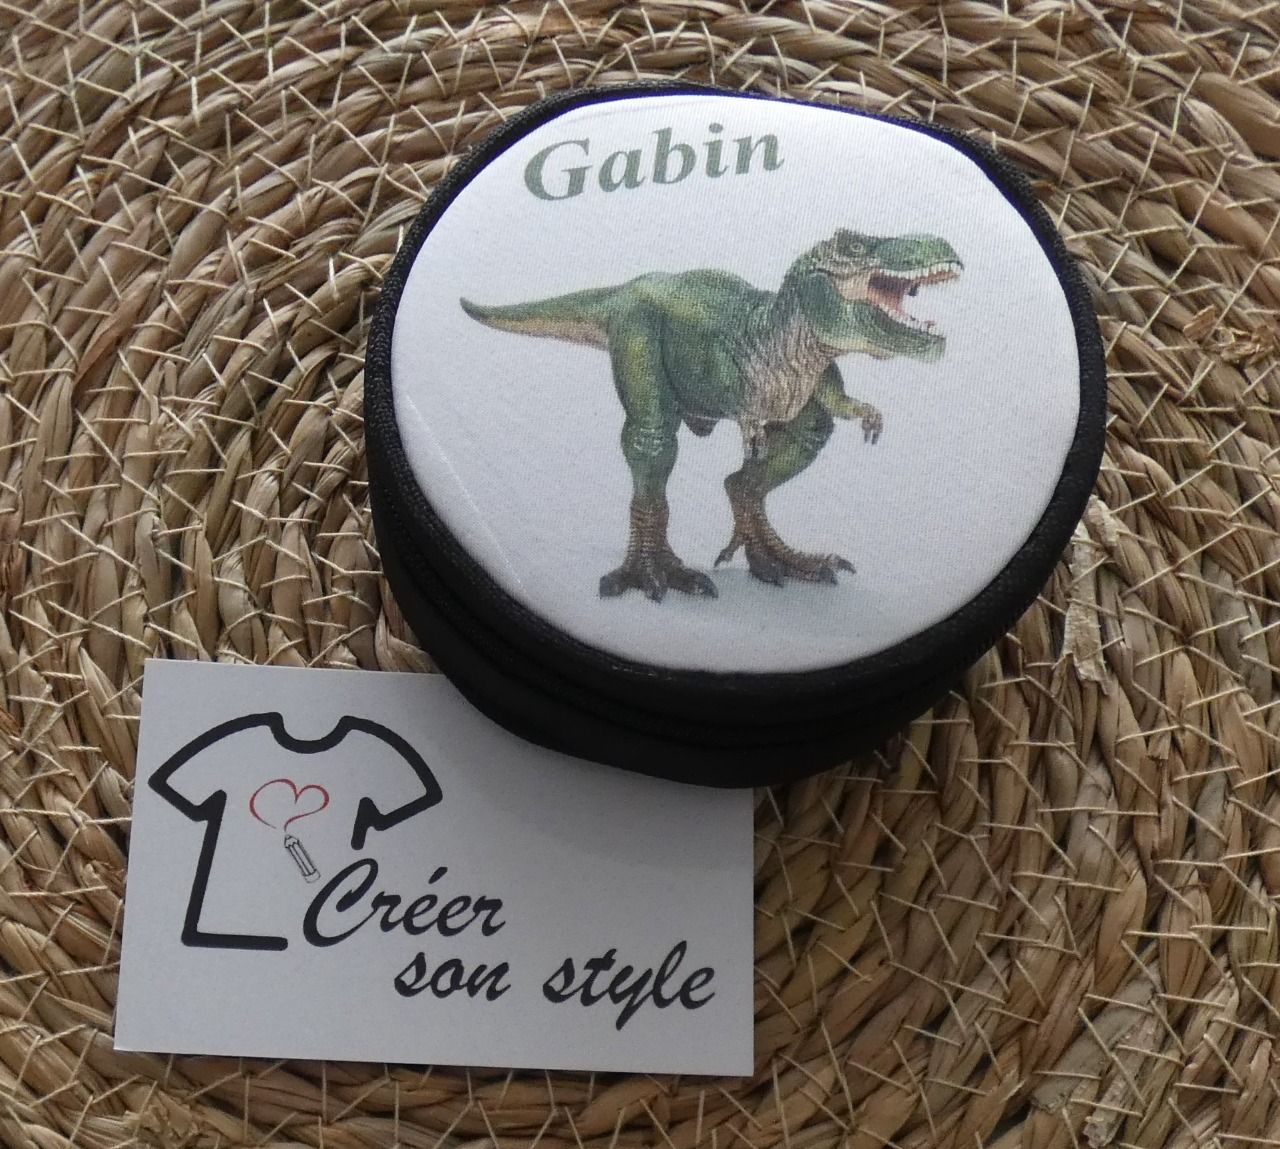 Gabin
Créer
son style